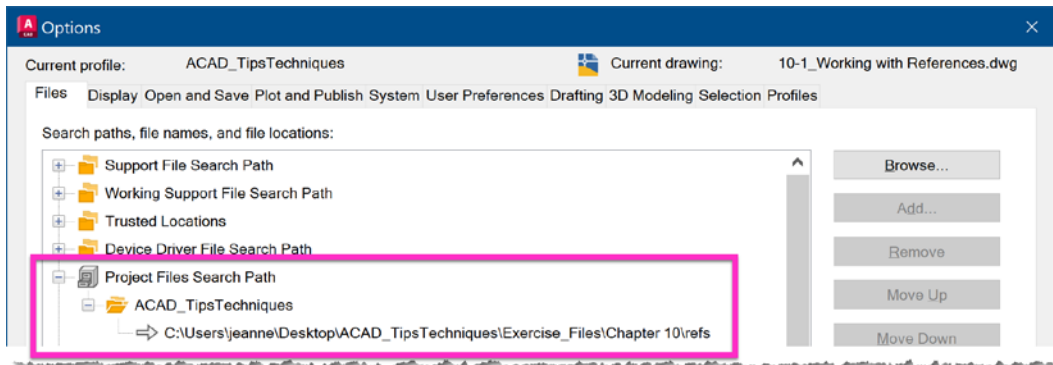 A CAD Options
Current profile: ACAD_TipsTechniques Current drawing: 10-1_Working with References.dwg
Files Display Open and Save Plot and Publish System User Preferences Drafting 3D Modeling Selection Profiles
Search paths, file names, and file locations:
Support File Search Path
Browse...
Working Support File Search Path
Add...
Trusted Locations
Device Driver File Search Path
Remove
Project Files Search Path
Move Up
ACAD_TipsTechniques
C:\Users\jeanne\Desktop\ACAD_TipsTechniques\Exercise_Files\Chapter 10\refs
Move Down